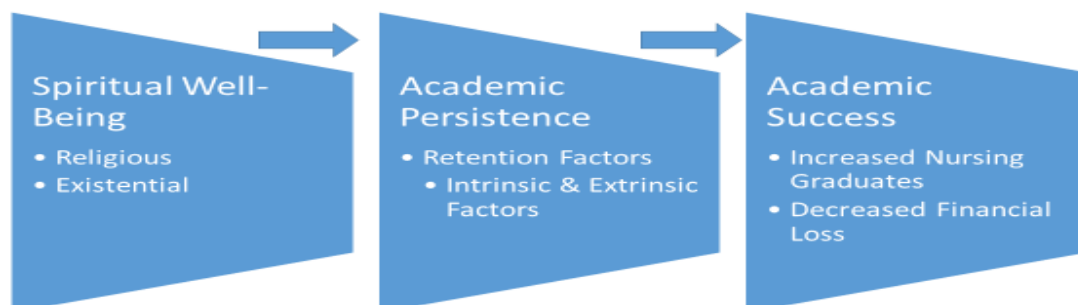 Spiritual Well-
Being
• Religious
• Existential
Academic
Persistence
• Retention Factors
• Intrinsic & Extrinsic
Factors
Academic
Success
• Increased Nursing
Graduates
• Decreased Financial
Loss